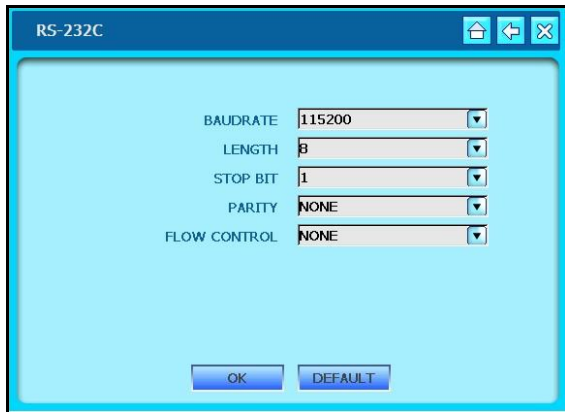 RS-232C
BAUDRATE 115200
LENGTH 8
STOP BIT 1
PARITY NONE
FLOW CONTROL NONE
OK DEFAULT